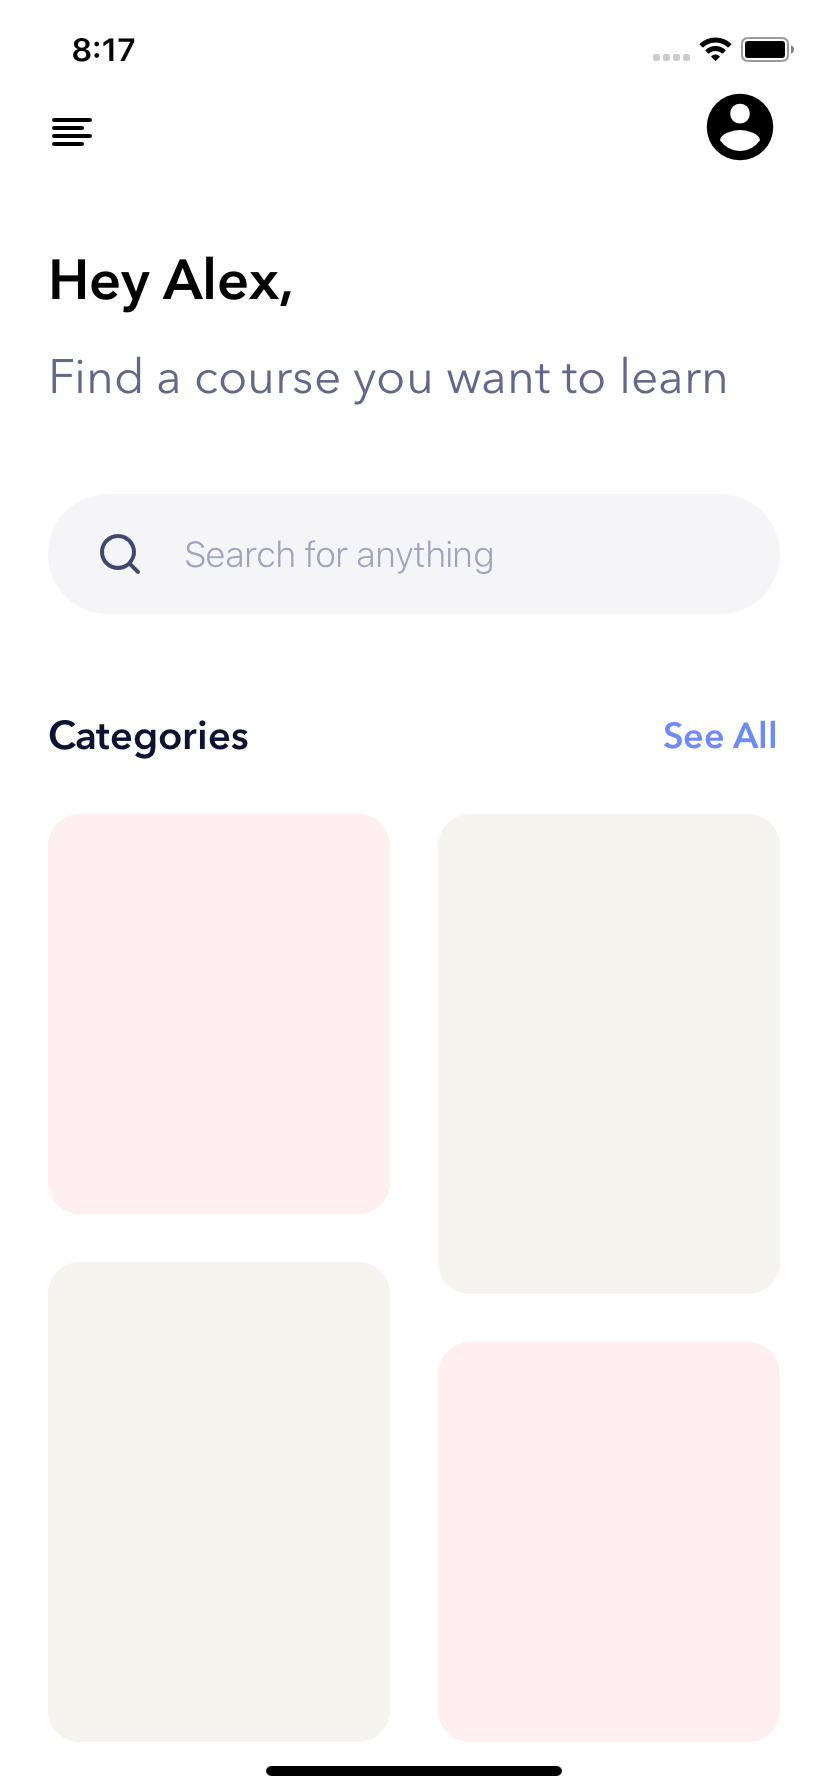 8:17
Hey Alex,
Find a course you want to learn
Search for anything
Categories
See All